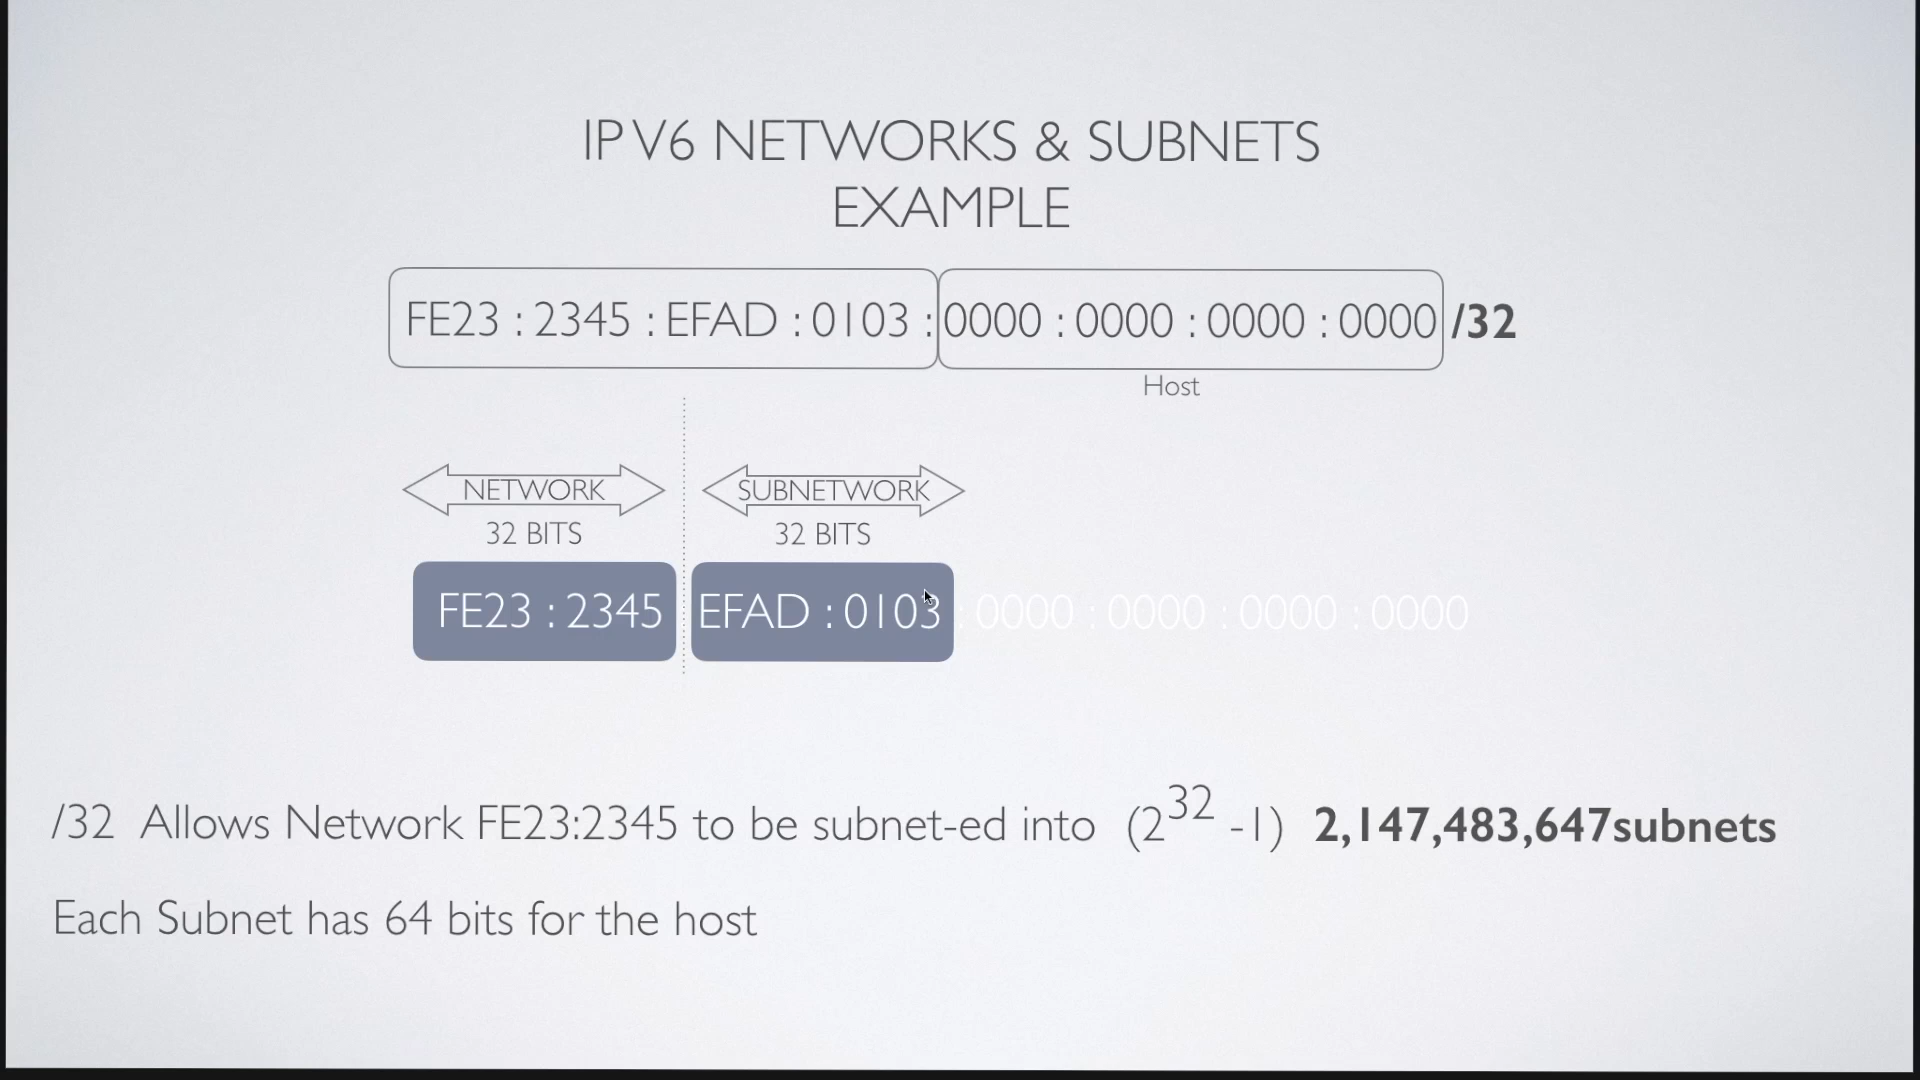 IPV6 NETWORKS & SUBNETS
EXAMPLE
FE23 : 2345 : EFAD : 0103 : 0000 : 0000 : 0000 : 0000 /32
Host
NETWORK SUBNETWORK
32 BITS 32 BITS
FE23 : 2345 EFAD : 0103 : 0000 : 0000 : 0000 : 0000
/32 Allows Network FE23:2345 to be subnet-ed into (2^32 -1) 2,147,483,647subnets
Each Subnet has 64 bits for the host